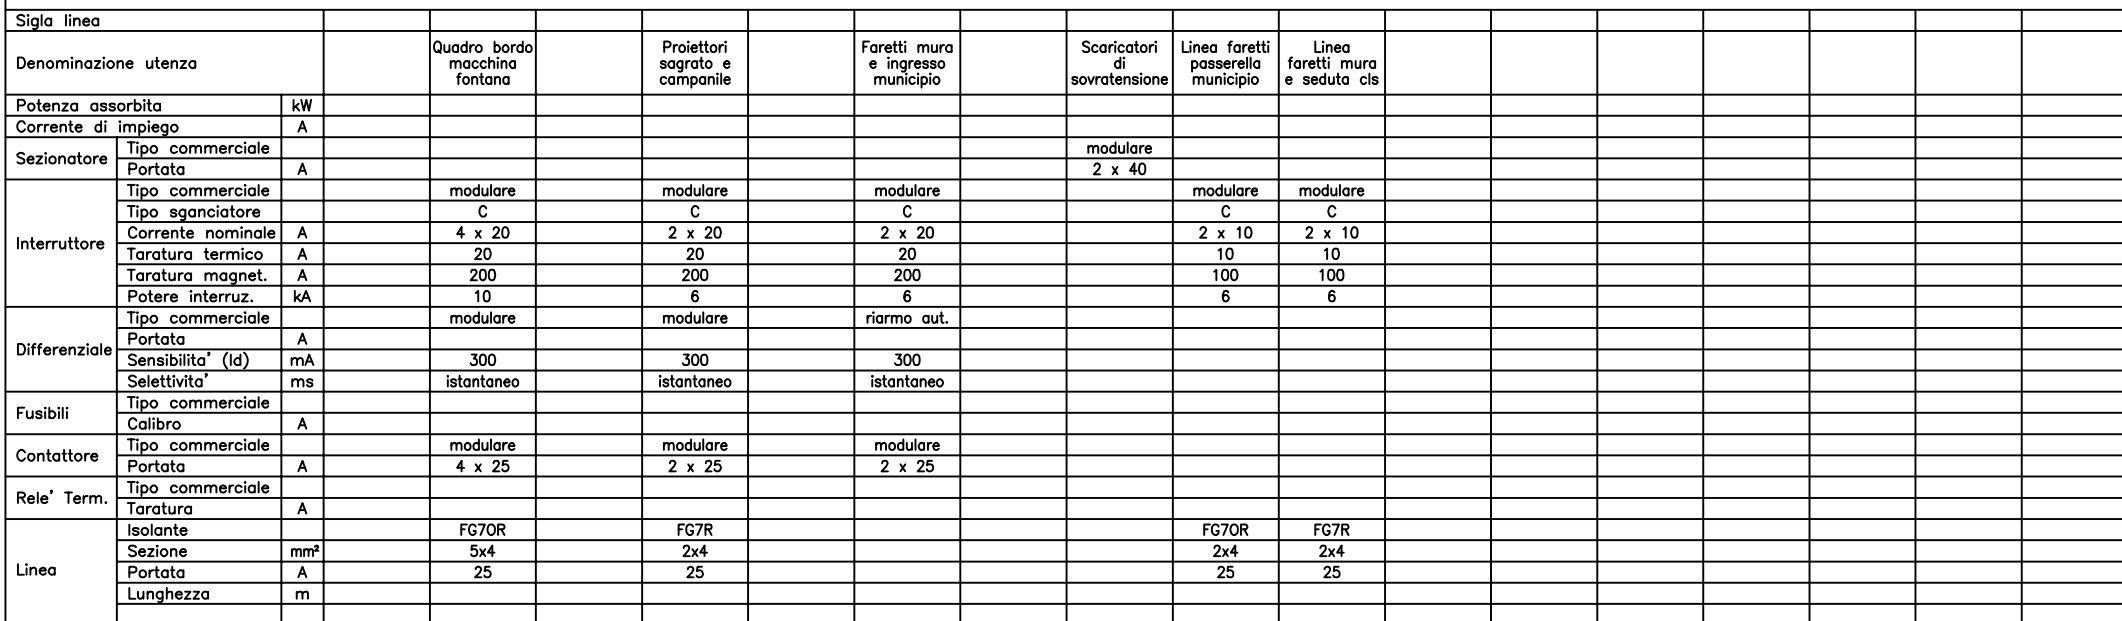 Sigla linea
Denominazione utenza Quadro bordo macchina fontana Proiettori sagrato e campanile Faretti mura e ingresso municipio Scaricatori di sovratensione Linea faretti passerella municipio Linea faretti mura e seduta cls
Potenza assorbita kW
Corrente di impiego A
Sezionatore
Tipo commerciale modulare
Portata A 2 x 40
Interruttore
Tipo commerciale modulare modulare modulare modulare modulare
Tipo sganciatore C C C C C
Corrente nominale A 4 x 20 2 x 20 2 x 20 2 x 10 2 x 10
Taratura termico A 20 20 20 10 10
Taratura magnet. A 200 200 200 100 100
Potere interruz. kA 10 6 6 6 6
Differenziale
Tipo commerciale modulare modulare riarmo aut.
Portata A
Sensibilita' (Id) mA 300 300 300
Selettivita' ms istantaneo istantaneo istantaneo
Fusibili
Tipo commerciale
Calibro A
Contattore
Tipo commerciale modulare modulare modulare
Portata A 4 x 25 2 x 25 2 x 25
Rele' Term.
Tipo commerciale
Taratura A
Linea
Isolante FG7OR FG7R FG7OR FG7R
Sezione mm² 5x4 2x4 2x4 2x4
Portata A 25 25 25 25
Lunghezza m